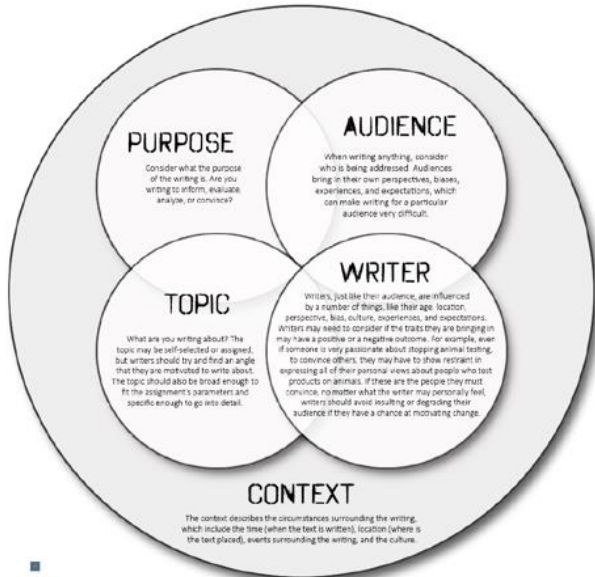 PURPOSE
Consider what the purpose
of the writing is. Are you
writing to inform, evaluate,
analyze, or convince?
AUDIENCE
When writing anything, consider
who is being addressed. Audiences
bring in their own perspectives, biases,
experiences, and expectations, which
can make writing for a particular
audience very difficult.
TOPIC
What are you writing about? The
topic may be self-selected or assigned,
but writers should try and find an angle
that they are motivated to write about.
The topic should also be broad enough to
fit the assignment's parameters and
specific enough to go into detail.
WRITER
Writers, just like their audience, are influenced
by a number of things, like their age, location,
perspective, bias, culture, experiences, and expectations.
Writers may need to consider if the traits they are bringing in
may have a positive or a negative outcome. For example, even
if someone is very passionate about stopping animal testing,
to convince others, they may have to show restraint in
expressing all of their personal views about people who test
products on animals. If these are the people they must
convince, no matter what the writer may personally feel,
writers should avoid insulting or degrading their
audience if they have a chance at motivating change.
CONTEXT
The context describes the circumstances surrounding the writing,
which include the time (when the text is written), location (where is
the text placed), events surrounding the writing, and the culture.